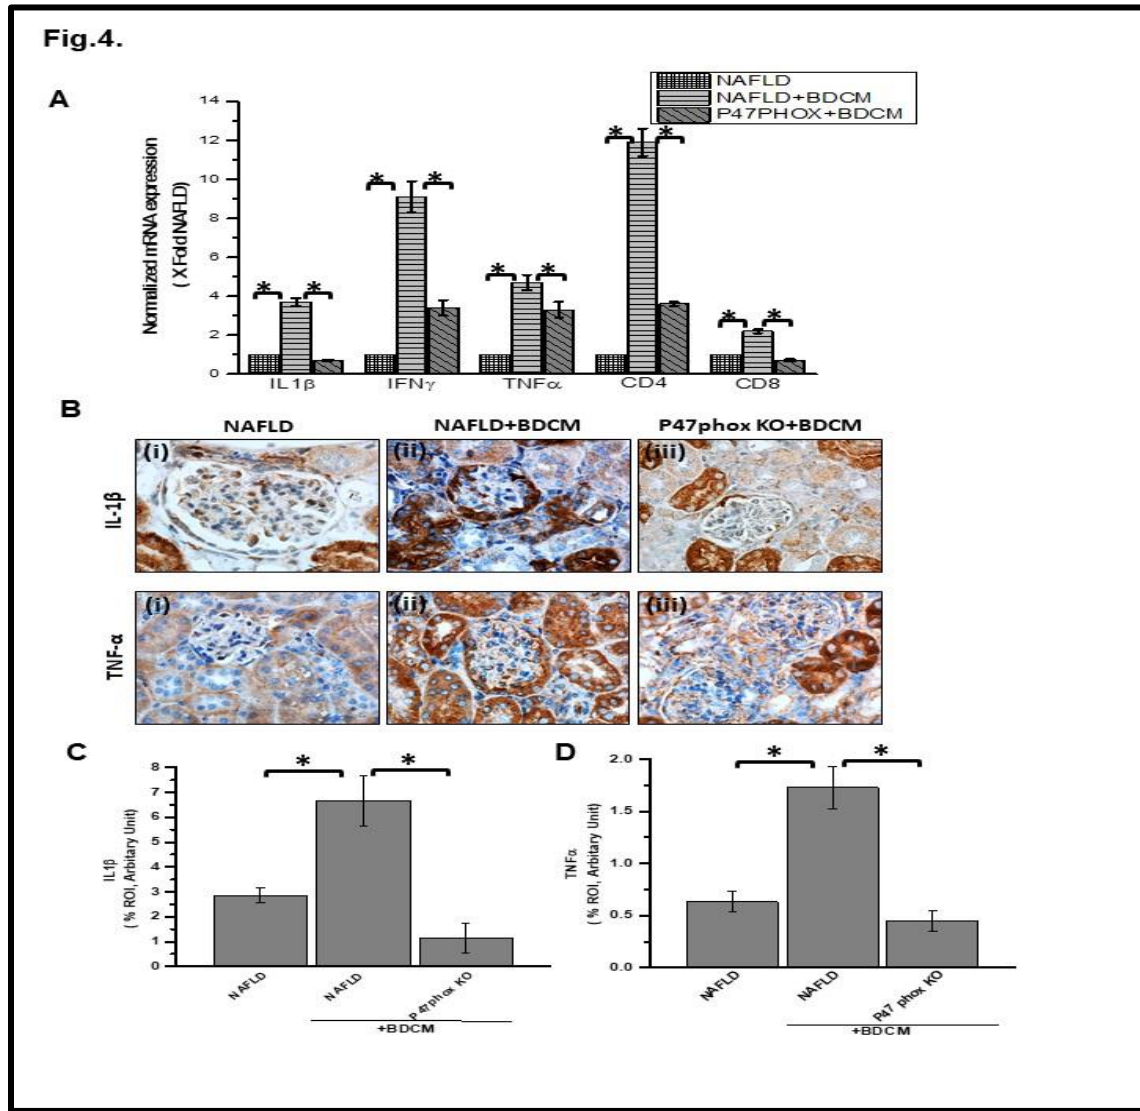 Fig.4.
A
NAFLD
NAFLD+BDCM
P47PHOX+BDCM
Normalized mRNA expression
( X Fold NAFLD)
14
12
10
8
6
4
2
0
* * * * * * * * * *
IL1β IFNγ TNFα CD4 CD8
B
NAFLD NAFLD+BDCM P47phox KO+BDCM
IL-1β
(i) (ii) (iii)
TNF-α
(i) (ii) (iii)
C
IL1β
( % ROI, Arbitary Unit)
8
7
6
5
4
3
2
1
0
* *
NAFLD NAFLD P47phox KO
+BDCM
D
TNFα
( % ROI, Arbitary Unit)
2.0
1.5
1.0
0.5
0.0
* *
NAFLD NAFLD P47 phox KO
+BDCM